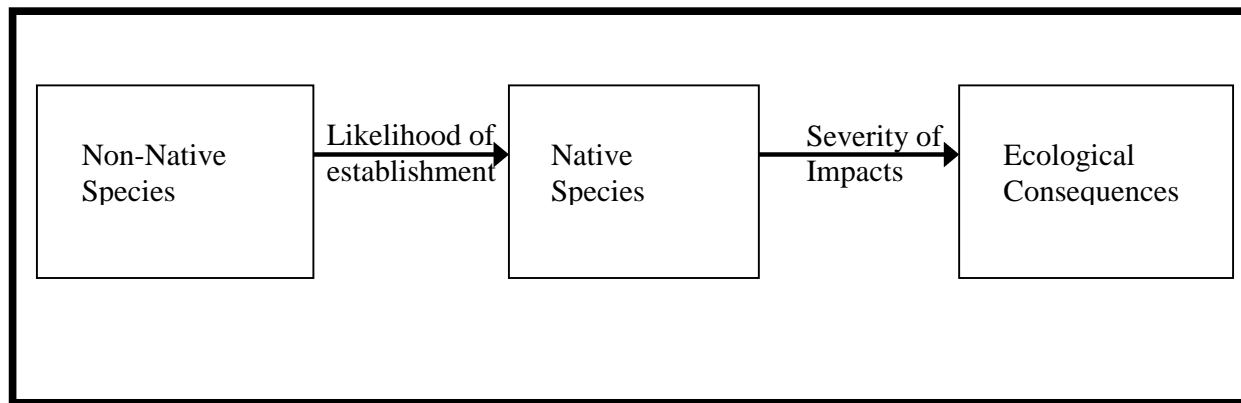 Non-Native
Species
Likelihood of
establishment
Native
Species
Severity of
Impacts
Ecological
Consequences